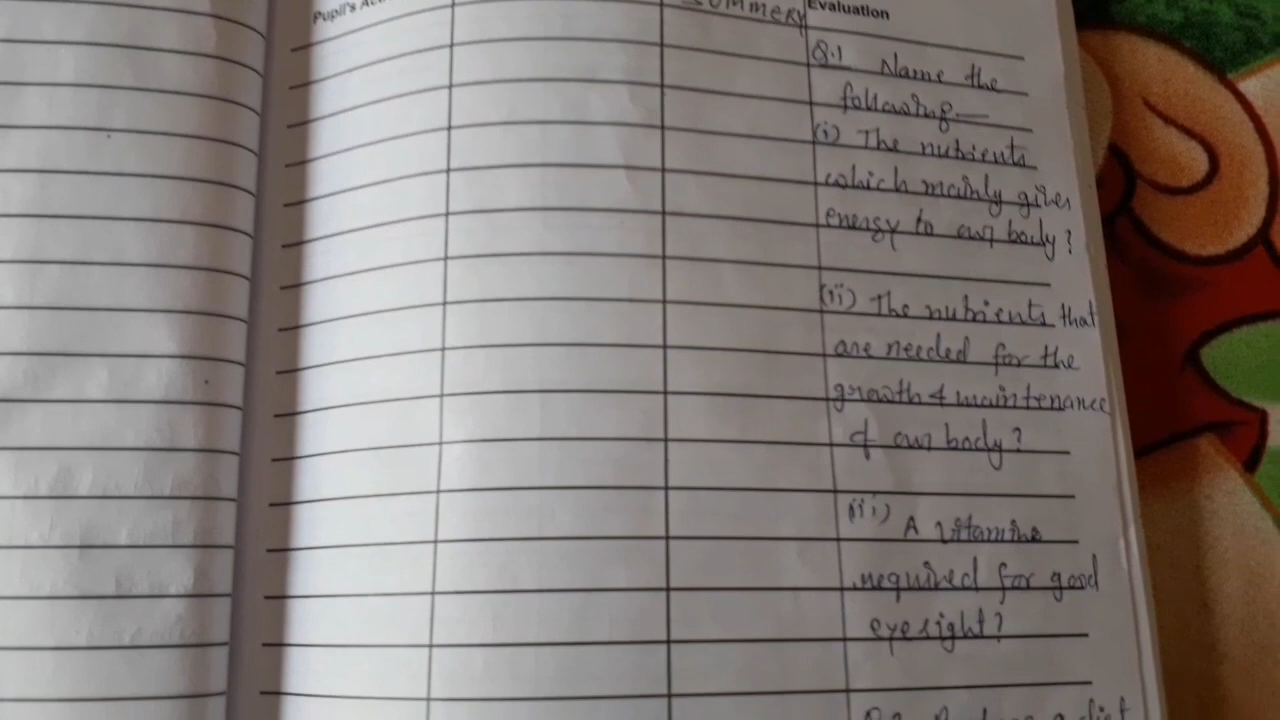 Pupil's
SUMMERY
Evaluation
Q.1 Name the
following—
(i) The nutrients
which mainly gives
energy to our body?
(ii) The nutrients that
are needed for the
growth & maintenance
of our body?
(iii) A vitamins
required for good
eyesight?